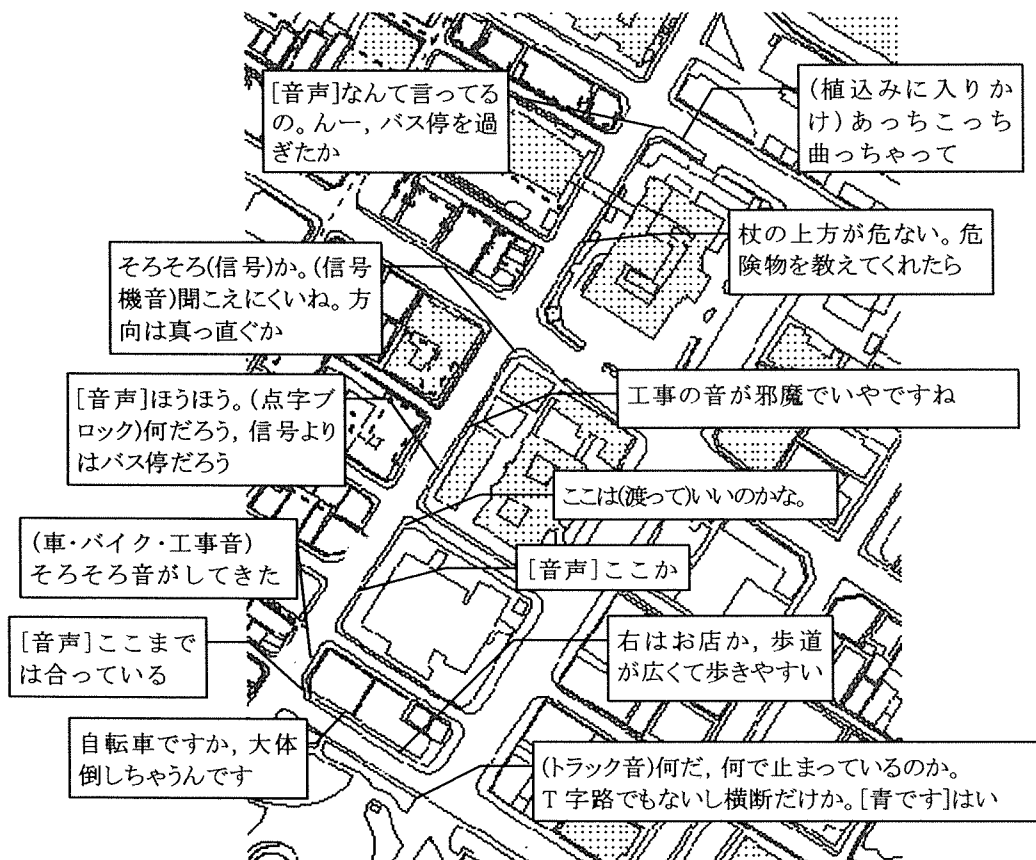 [音声]なんて言ってる
の。んー，バス停を過
ぎたか
(植込みに入りか
け)あっちこっち
曲っちゃって
杖の上方が危ない。危
険物を教えてくれたら
そろそろ(信号)か。(信号
機音)聞こえにくいね。方
向は真っ直ぐか
[音声]ほうほう。(点字ブ
ロック)何だろう，信号より
はバス停だろう
工事の音が邪魔でいやですね
ここは(渡って)いいのかな。
(車・バイク・工事音)
そろそろ音がしてきた
[音声]ここか
[音声]ここまで
は合っている
右はお店か，歩道
が広くて歩きやすい
自転車ですか，大体
倒しちゃうんです
(トラック音)何だ，何で止まっているのか。
T字路でもないし横断だけか。[青です]はい